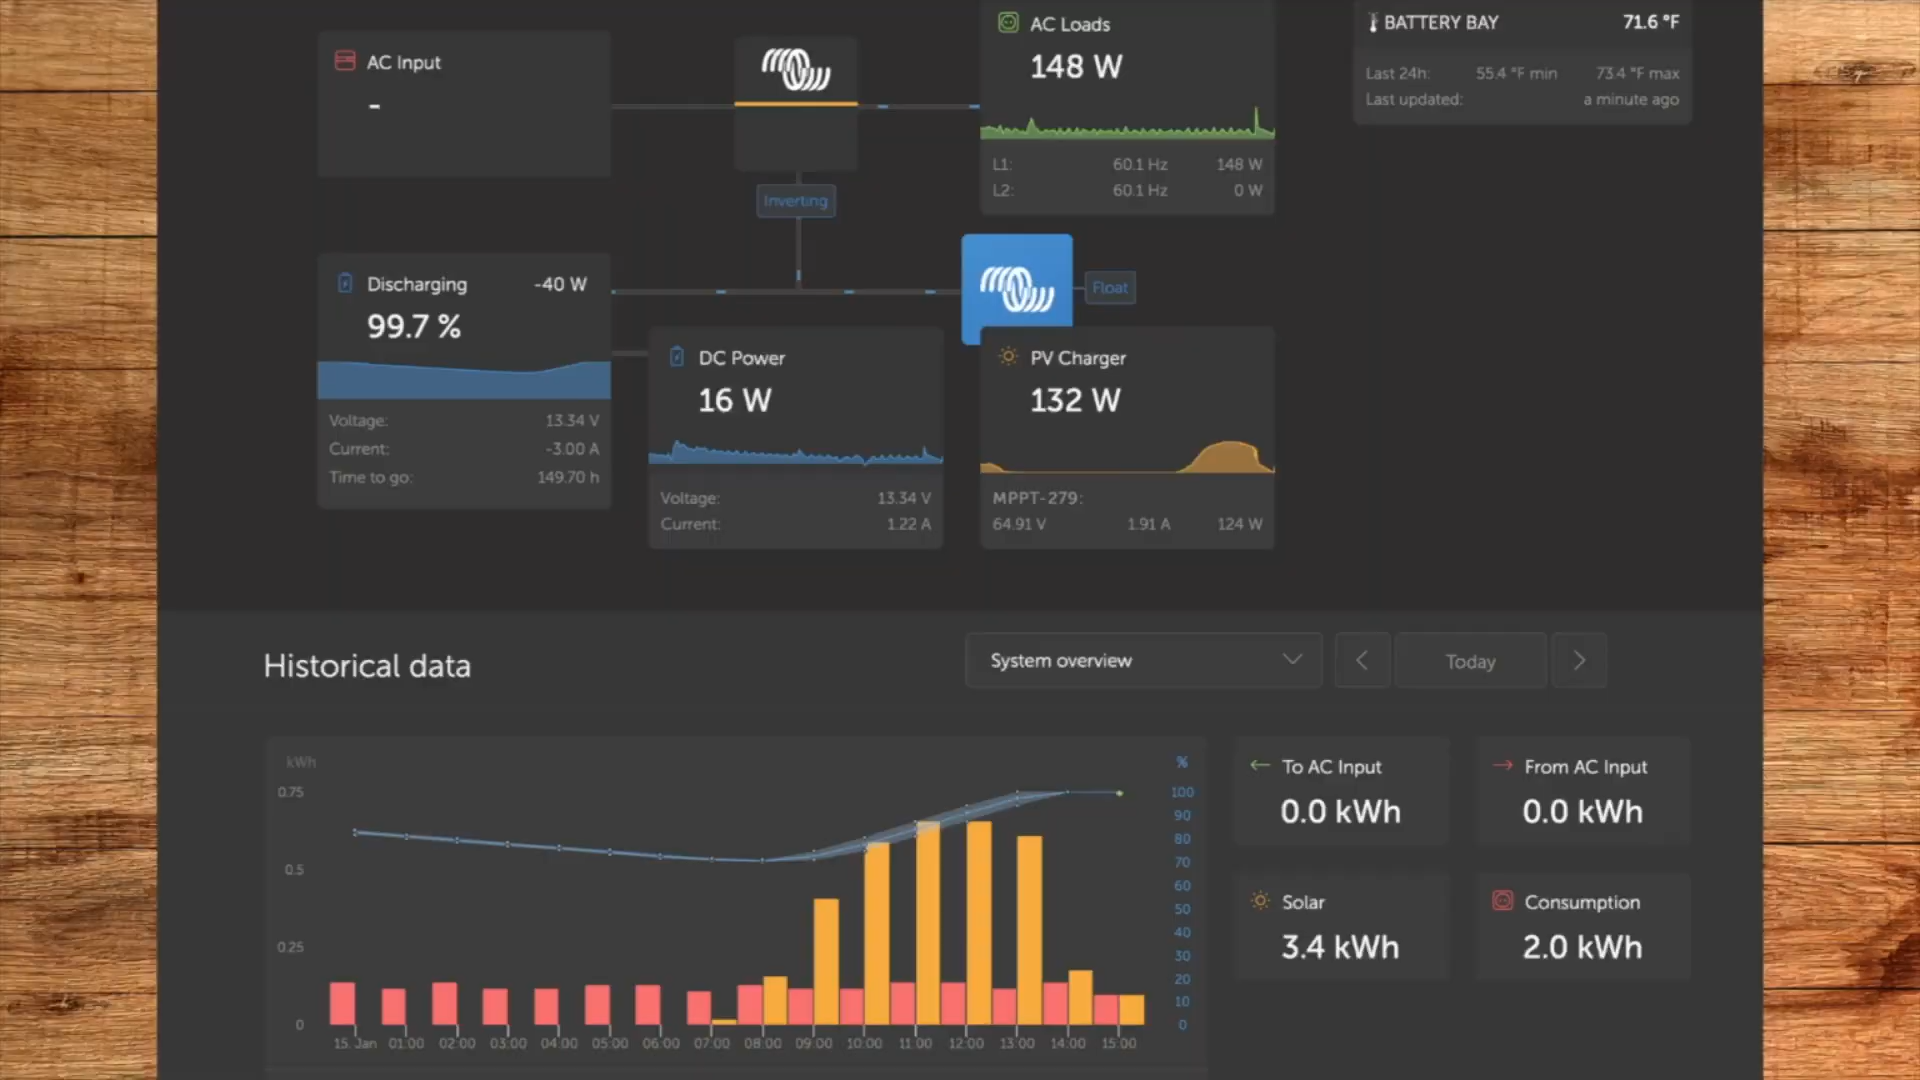 AC Input
-
AC Loads
148 W
L1: 60.1 Hz 148 W
L2: 60.1 Hz 0 W
BATTERY BAY 71.6 °F
Last 24h: 55.4 °F min 73.4 °F max
Last updated: a minute ago
Inverting
Discharging -40 W
99.7 %
Voltage: 13.34 V
Current: -3.00 A
Time to go: 149.70 h
Float
DC Power
16 W
Voltage: 13.34 V
Current: 1.22 A
PV Charger
132 W
MPPT-279:
64.91 V 1.91 A 124 W
Historical data
System overview
Today
kWh
0.75
0.5
0.25
0
%
100
90
80
70
60
50
40
30
20
10
0
15. Jan 01:00 02:00 03:00 04:00 05:00 06:00 07:00 08:00 09:00 10:00 11:00 12:00 13:00 14:00 15:00
To AC Input
0.0 kWh
From AC Input
0.0 kWh
Solar
3.4 kWh
Consumption
2.0 kWh